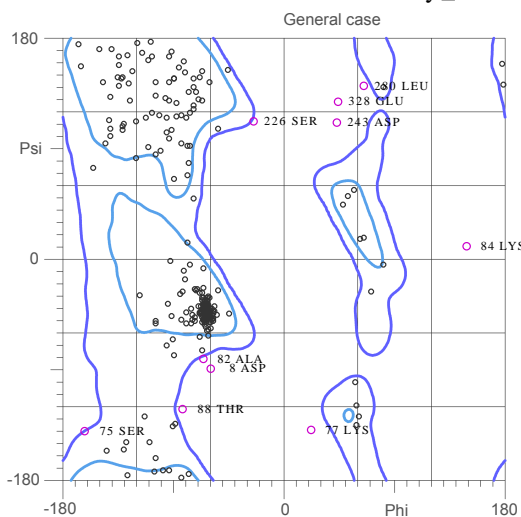 General case
180
280 LEU
328 GLU
226 SER
243 ASP
Psi
84 LYS
0
82 ALA
8 ASP
88 THR
75 SER
77 LYS
-180
-180
0
Phi
180